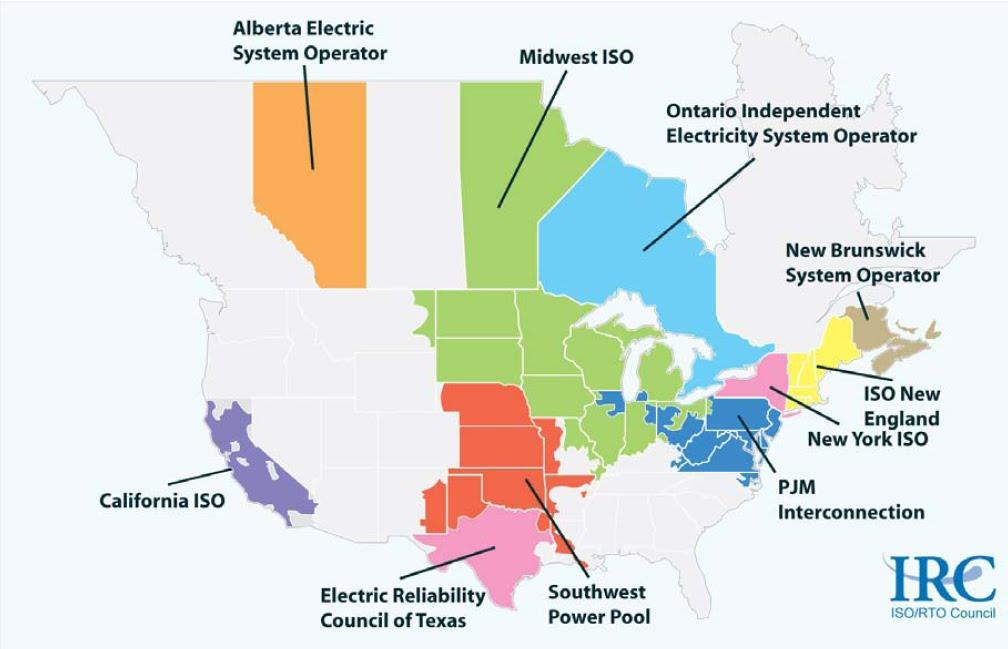 Alberta Electric
System Operator
Midwest ISO
Ontario Independent
Electricity System Operator
New Brunswick
System Operator
ISO New
England
New York ISO
California ISO
PJM
Interconnection
Electric Reliability
Council of Texas
Southwest
Power Pool
IRC
ISO/RTO Council